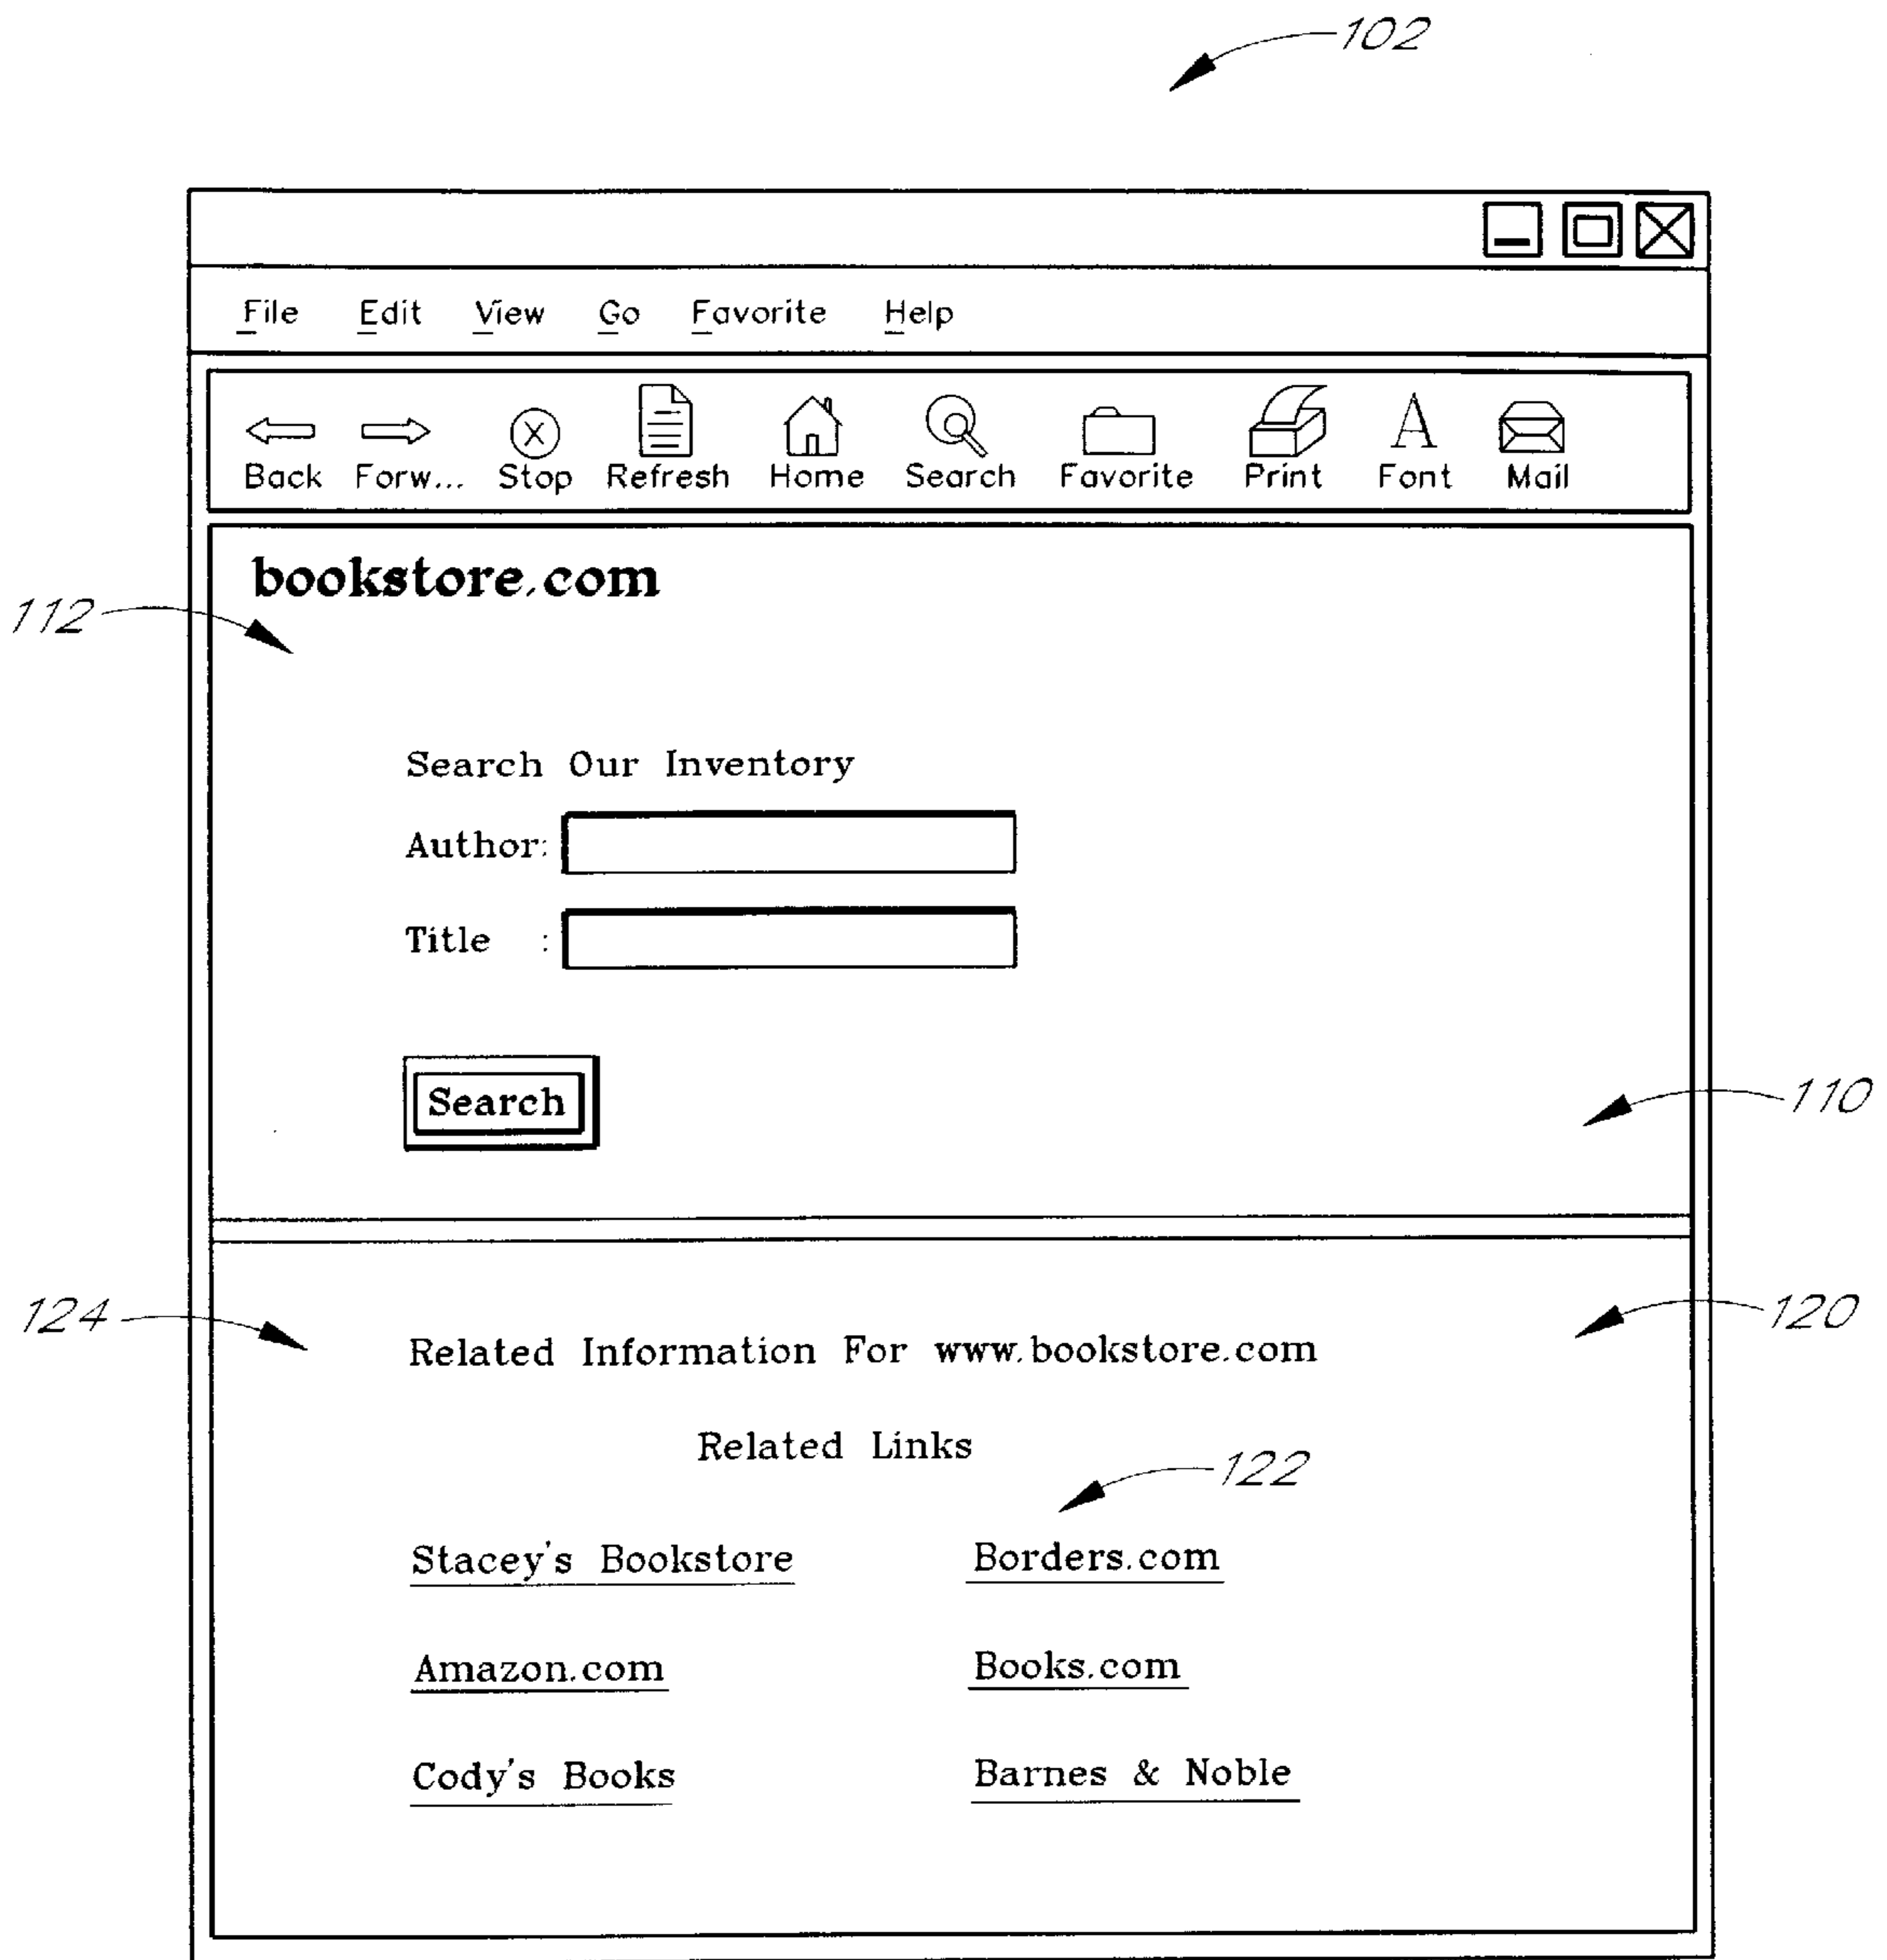 102
File Edit View Go Favorite Help
Back Forw... Stop Refresh Home Search Favorite Print Font Mail
bookstore.com
112
Search Our Inventory
Author:
Title :
Search
110
124
120
Related Information For www.bookstore.com
Related Links
122
Stacey's Bookstore Borders.com
Amazon.com Books.com
Cody's Books Barnes & Noble